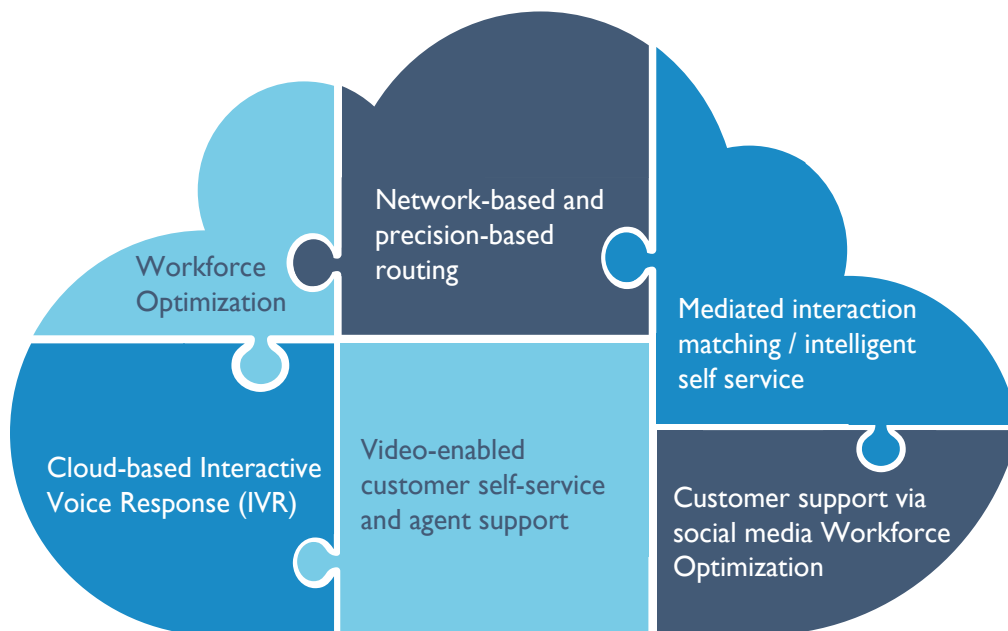 Workforce
Optimization
Network-based and
precision-based
routing
Mediated interaction
matching / intelligent
self service
Cloud-based Interactive
Voice Response (IVR)
Video-enabled
customer self-service
and agent support
Customer support via
social media Workforce
Optimization